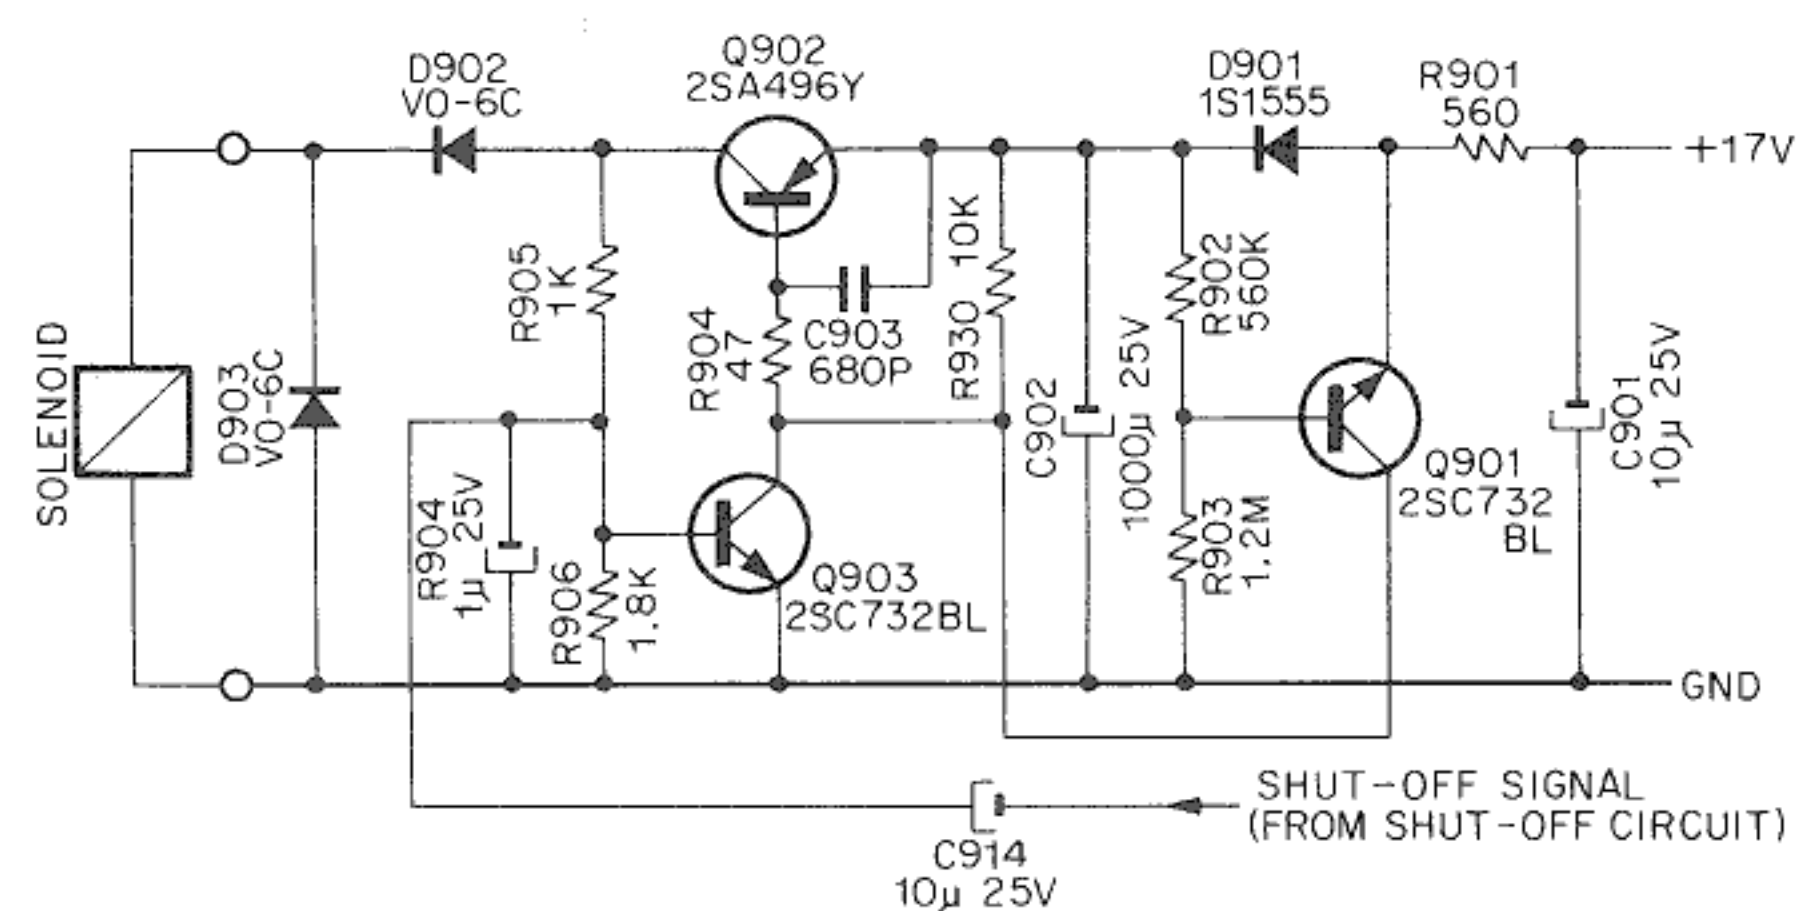 D902
VO-6C
Q902
2SA496Y
D901
1S1555
R901
560
+17V
R905
1K
R904
47
C903
680P
R930 10K
R902
560K
SOLENOID
D903
VO-6C
C902
1000μ 25V
C901
10μ 25V
Q901
2SC732
BL
R904
1μ 25V
R906
1.8K
Q903
2SC732BL
R903
1.2M
GND
SHUT-OFF SIGNAL
(FROM SHUT-OFF CIRCUIT)
C914
10μ 25V